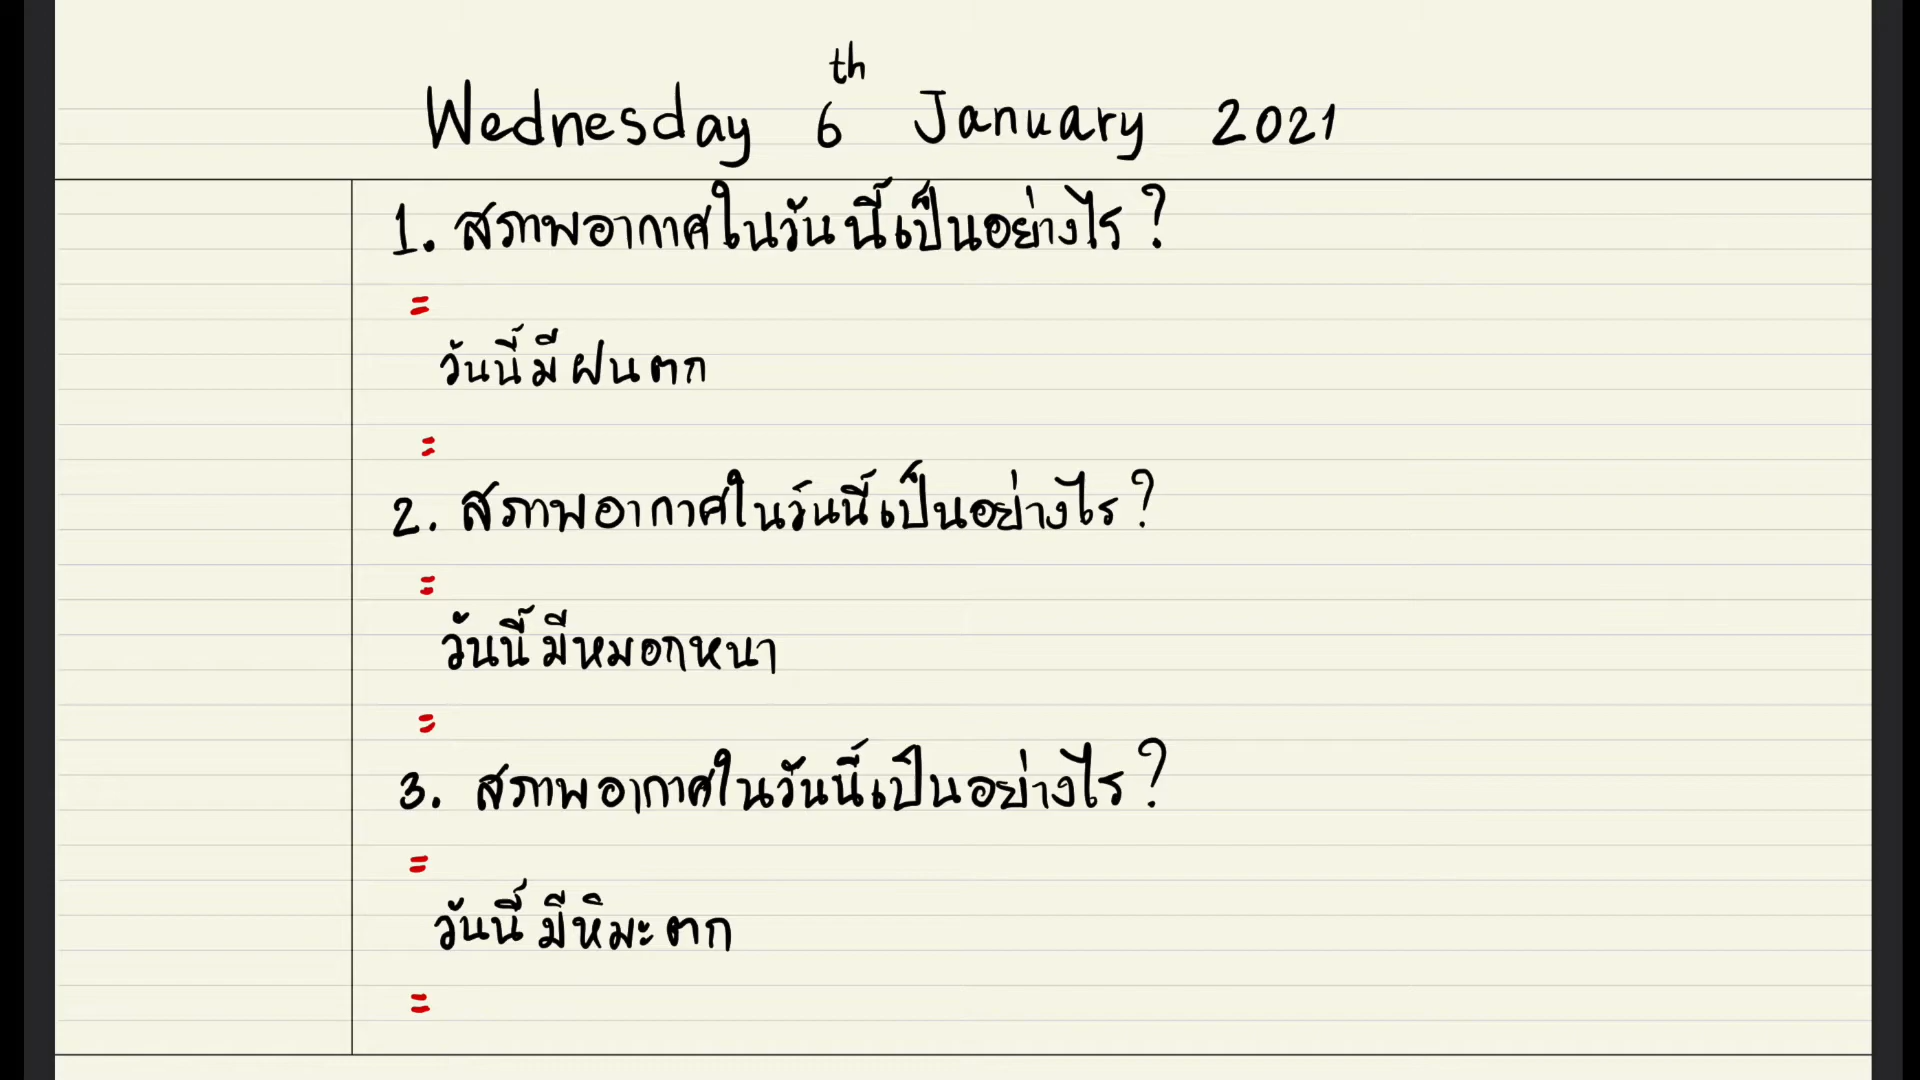 Wednesday 6th January 2021
1. สภาพอากาศในวันนี้เป็นอย่างไร ?
=
วันนี้มีฝนตก
=
2. สภาพอากาศในวันนี้เป็นอย่างไร ?
=
วันนี้มีหมอกหนา
=
3. สภาพอากาศในวันนี้เป็นอย่างไร ?
=
วันนี้มีหิมะตก
=